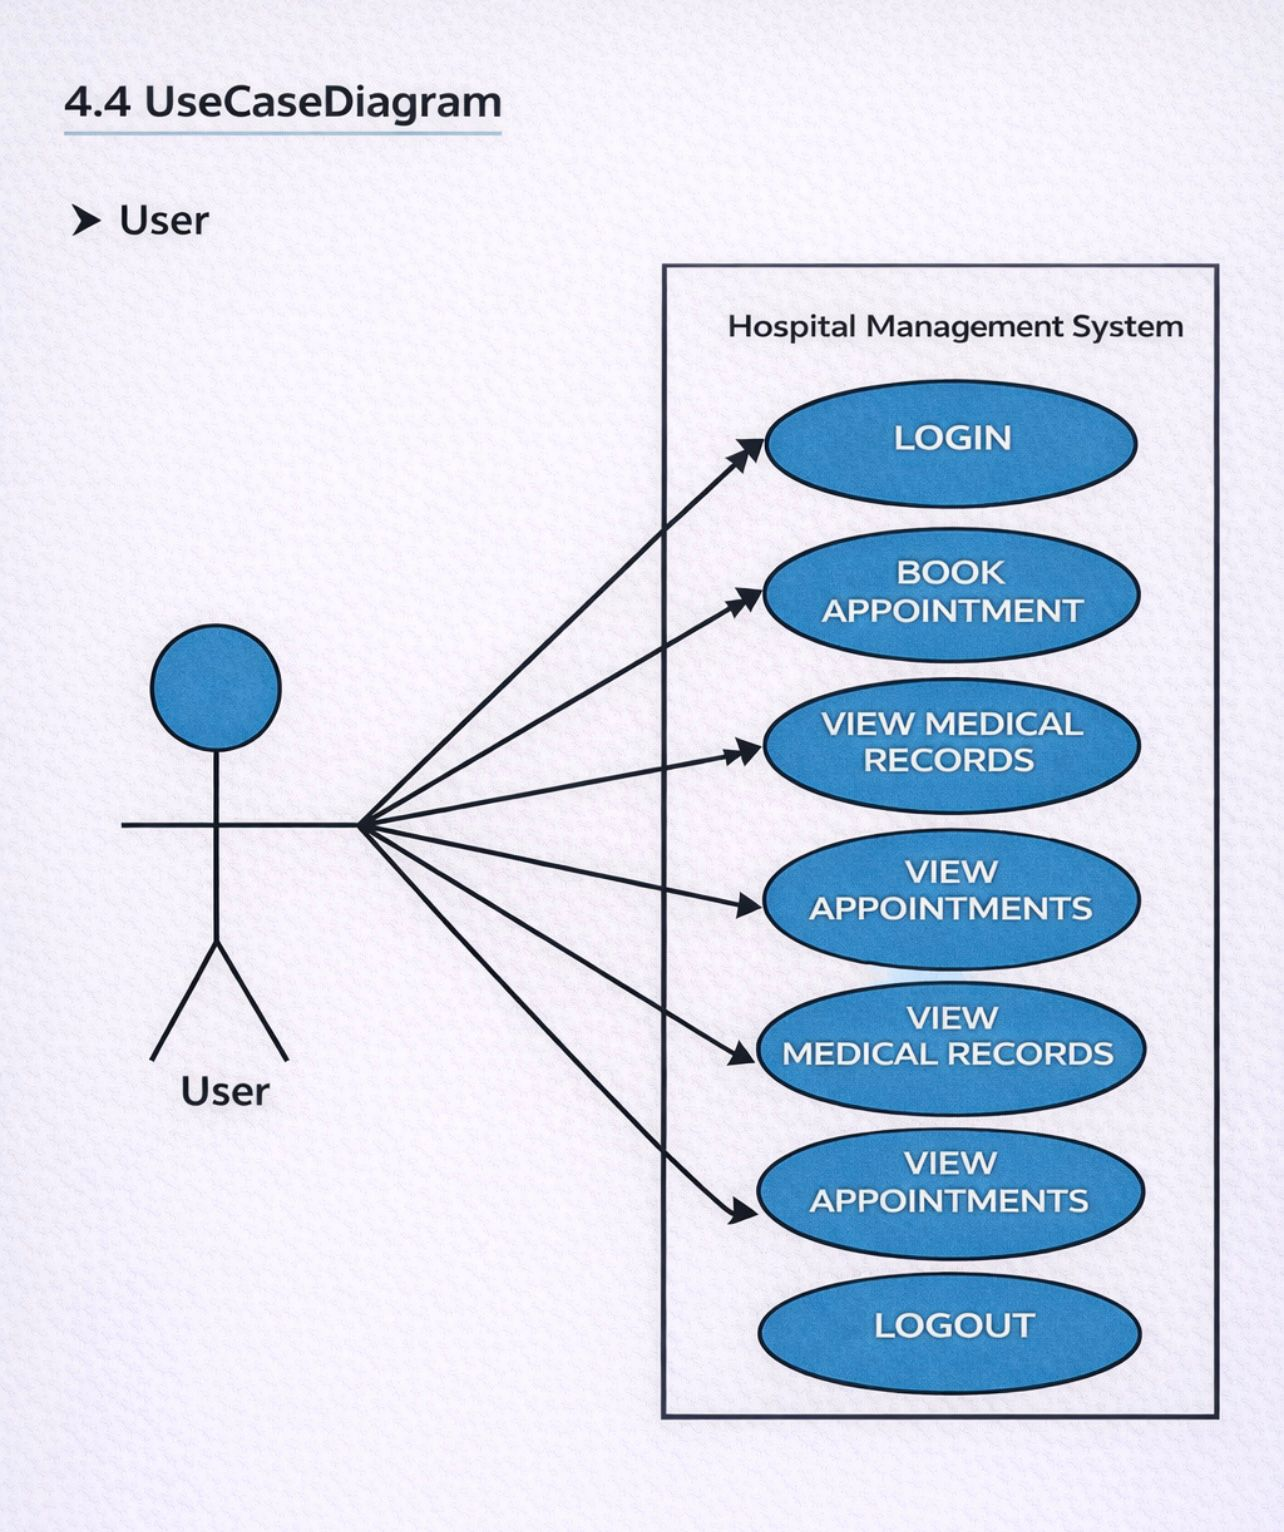 4.4 UseCaseDiagram
➤ User
Hospital Management System
LOGIN
BOOK
APPOINTMENT
VIEW MEDICAL
RECORDS
VIEW
APPOINTMENTS
VIEW
MEDICAL RECORDS
VIEW
APPOINTMENTS
LOGOUT
User